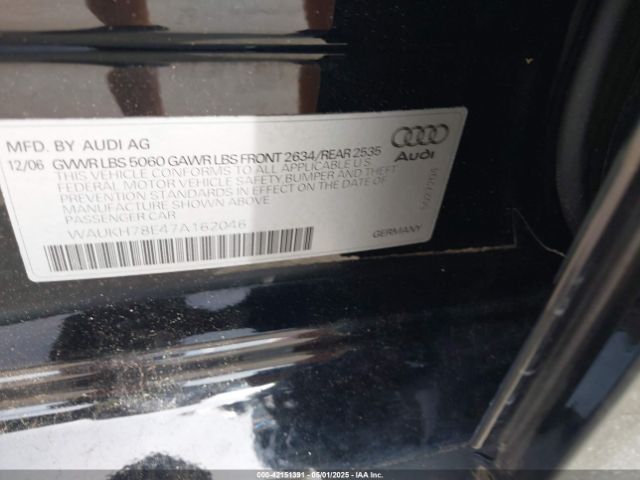 MFD. BY AUDI AG
12/06 GVWR LBS 5060 GAWR LBS FRONT 2634/REAR 2535
THIS VEHICLE CONFORMS TO ALL APPLICABLE U.S.
FEDERAL MOTOR VEHICLE SAFETY BUMPER AND THEFT
PREVENTION STANDARDS IN EFFECT ON THE DATE OF
MANUFACTURE SHOWN ABOVE
PASSENGER CAR
WAUKH78E47A162046
Audi
GERMANY
000-42151391 - 05/01/2025 - IAA Inc.